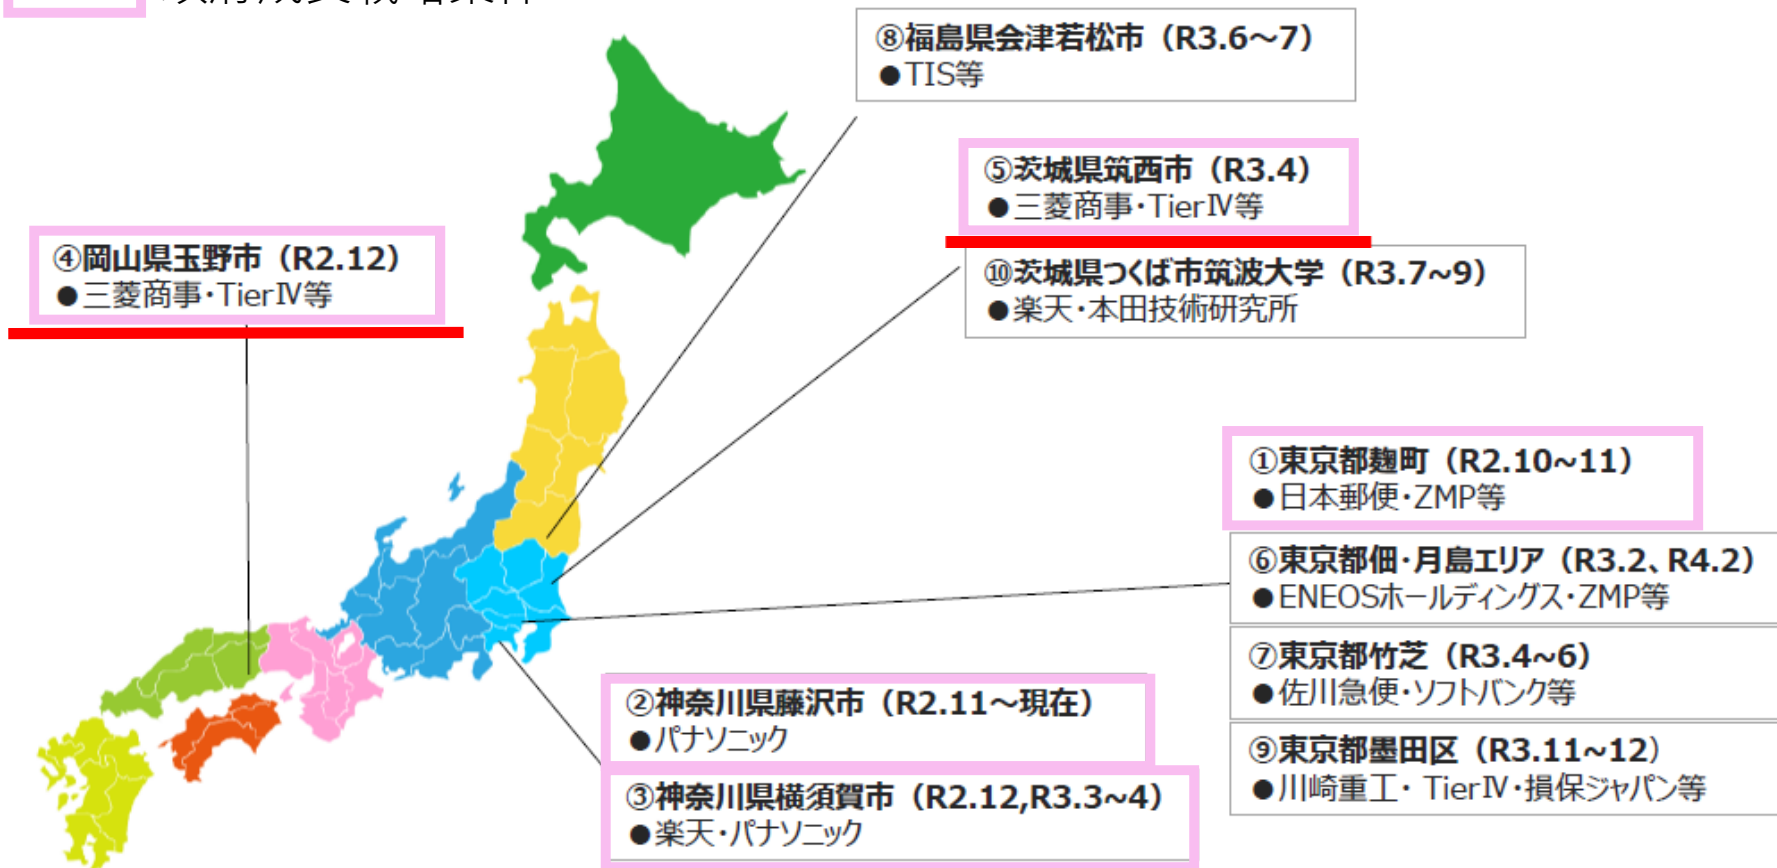 ⑧福島県会津若松市（R3.6～7）
●TIS等
⑤茨城県筑西市（R3.4）
●三菱商事・TierⅣ等
④岡山県玉野市（R2.12）
●三菱商事・TierⅣ等
⑩茨城県つくば市筑波大学（R3.7~9）
●楽天・本田技術研究所
①東京都麹町（R2.10~11）
●日本郵便・ZMP等
⑥東京都佃・月島エリア（R3.2、R4.2）
●ENEOSホールディングス・ZMP等
⑦東京都竹芝（R3.4~6）
●佐川急便・ソフトバンク等
②神奈川県藤沢市（R2.11～現在）
●パナソニック
⑨東京都墨田区（R3.11~12）
●川崎重工・ TierⅣ・損保ジャパン等
③神奈川県横須賀市（R2.12,R3.3~4）
●楽天・パナソニック